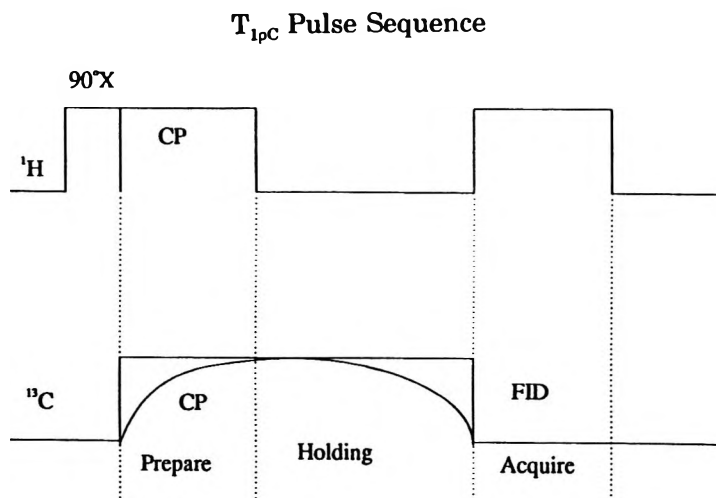 T₁ρC Pulse Sequence
90°X
CP
¹H
¹³C
CP
FID
Prepare
Holding
Acquire